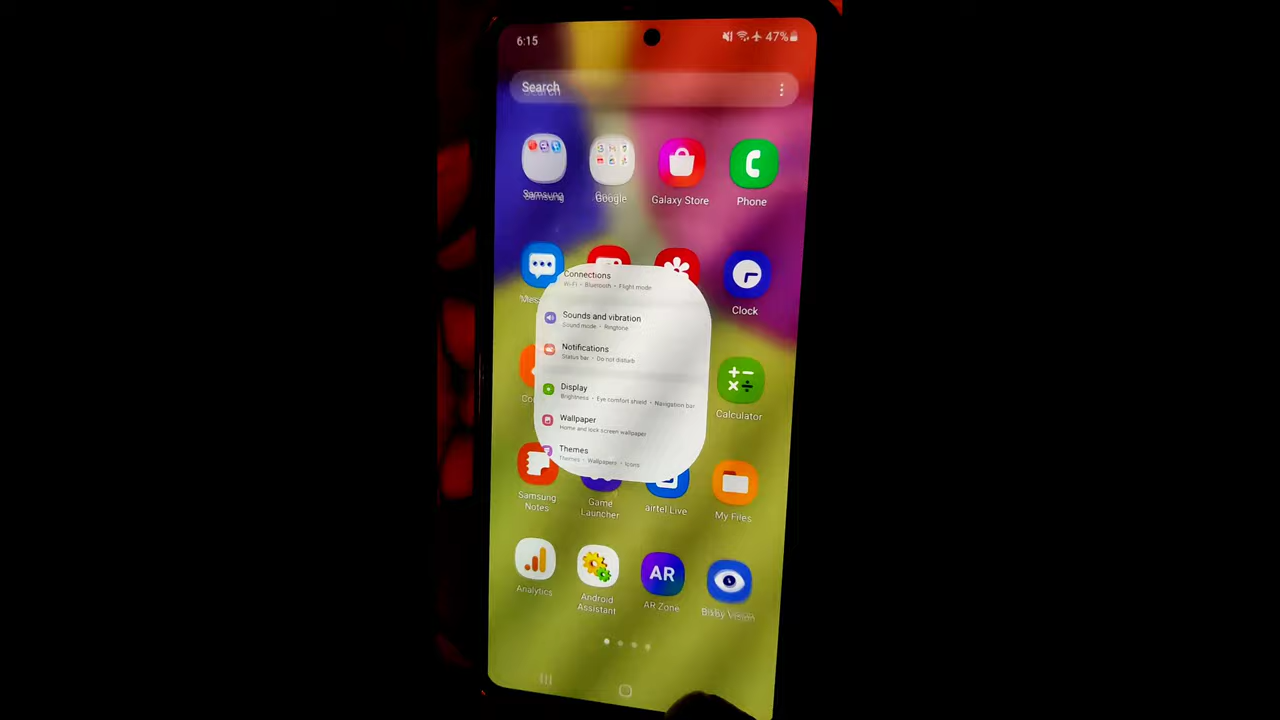 6:15
47%
Search
Samsung
Google
Galaxy Store
Phone
Clock
Connections
Wi-Fi • Bluetooth • Flight mode
Sounds and vibration
Sound mode • Ringtone
Notifications
Status bar • Do not disturb
Display
Brightness • Eye comfort shield • Navigation bar
Wallpaper
Home and lock screen wallpaper
Themes
Themes • Wallpapers • Icons
Calculator
Samsung
Notes
Game
Launcher
airtel Live
My Files
Analytics
Android
Assistant
AR
AR Zone
Bixby Vision